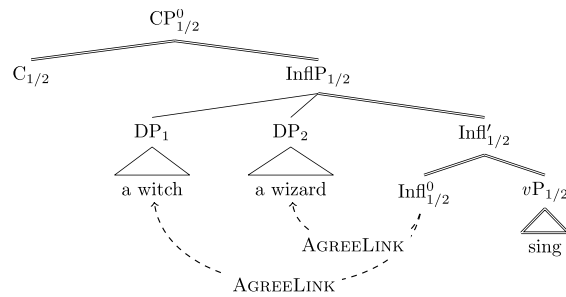 CP⁰₁/₂
C₁/₂ InflP₁/₂
DP₁ DP₂ Infl′₁/₂
a witch a wizard Infl⁰₁/₂ vP₁/₂
AGREELINK sing
AGREELINK